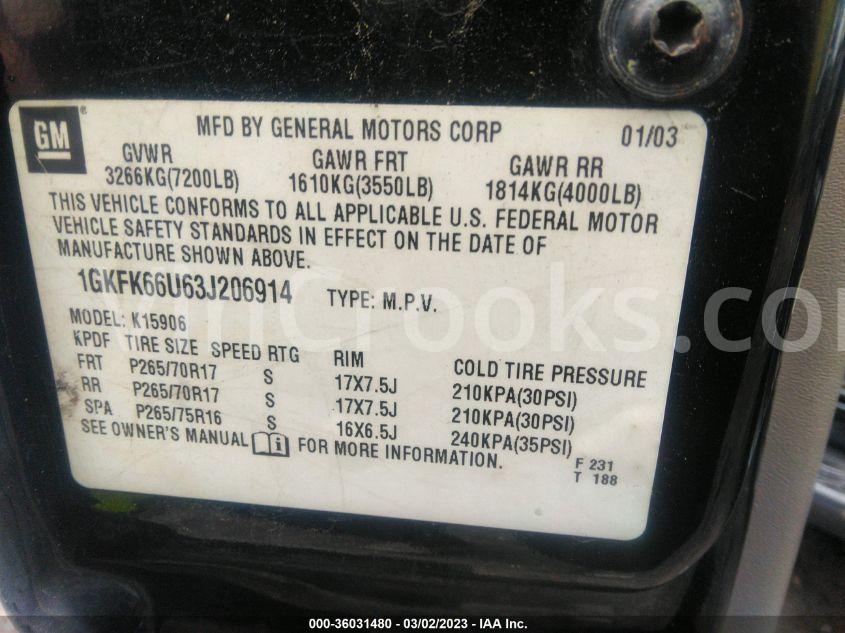 GM®
MFD BY GENERAL MOTORS CORP 01/03
GVWR GAWR FRT GAWR RR
3266KG(7200LB) 1610KG(3550LB) 1814KG(4000LB)
THIS VEHICLE CONFORMS TO ALL APPLICABLE U.S. FEDERAL MOTOR
VEHICLE SAFETY STANDARDS IN EFFECT ON THE DATE OF
MANUFACTURE SHOWN ABOVE.
1GKFK66U63J206914 TYPE: M.P.V.
MODEL: K15906
KPDF TIRE SIZE SPEED RTG RIM COLD TIRE PRESSURE
FRT P265/70R17 S 17X7.5J 210KPA(30PSI)
RR P265/70R17 S 17X7.5J 210KPA(30PSI)
SPA P265/75R16 S 16X6.5J 240KPA(35PSI)
SEE OWNER'S MANUAL FOR MORE INFORMATION.
F 231
T 188
VinCrooks.com
000-36031480 - 03/02/2023 - IAA Inc.